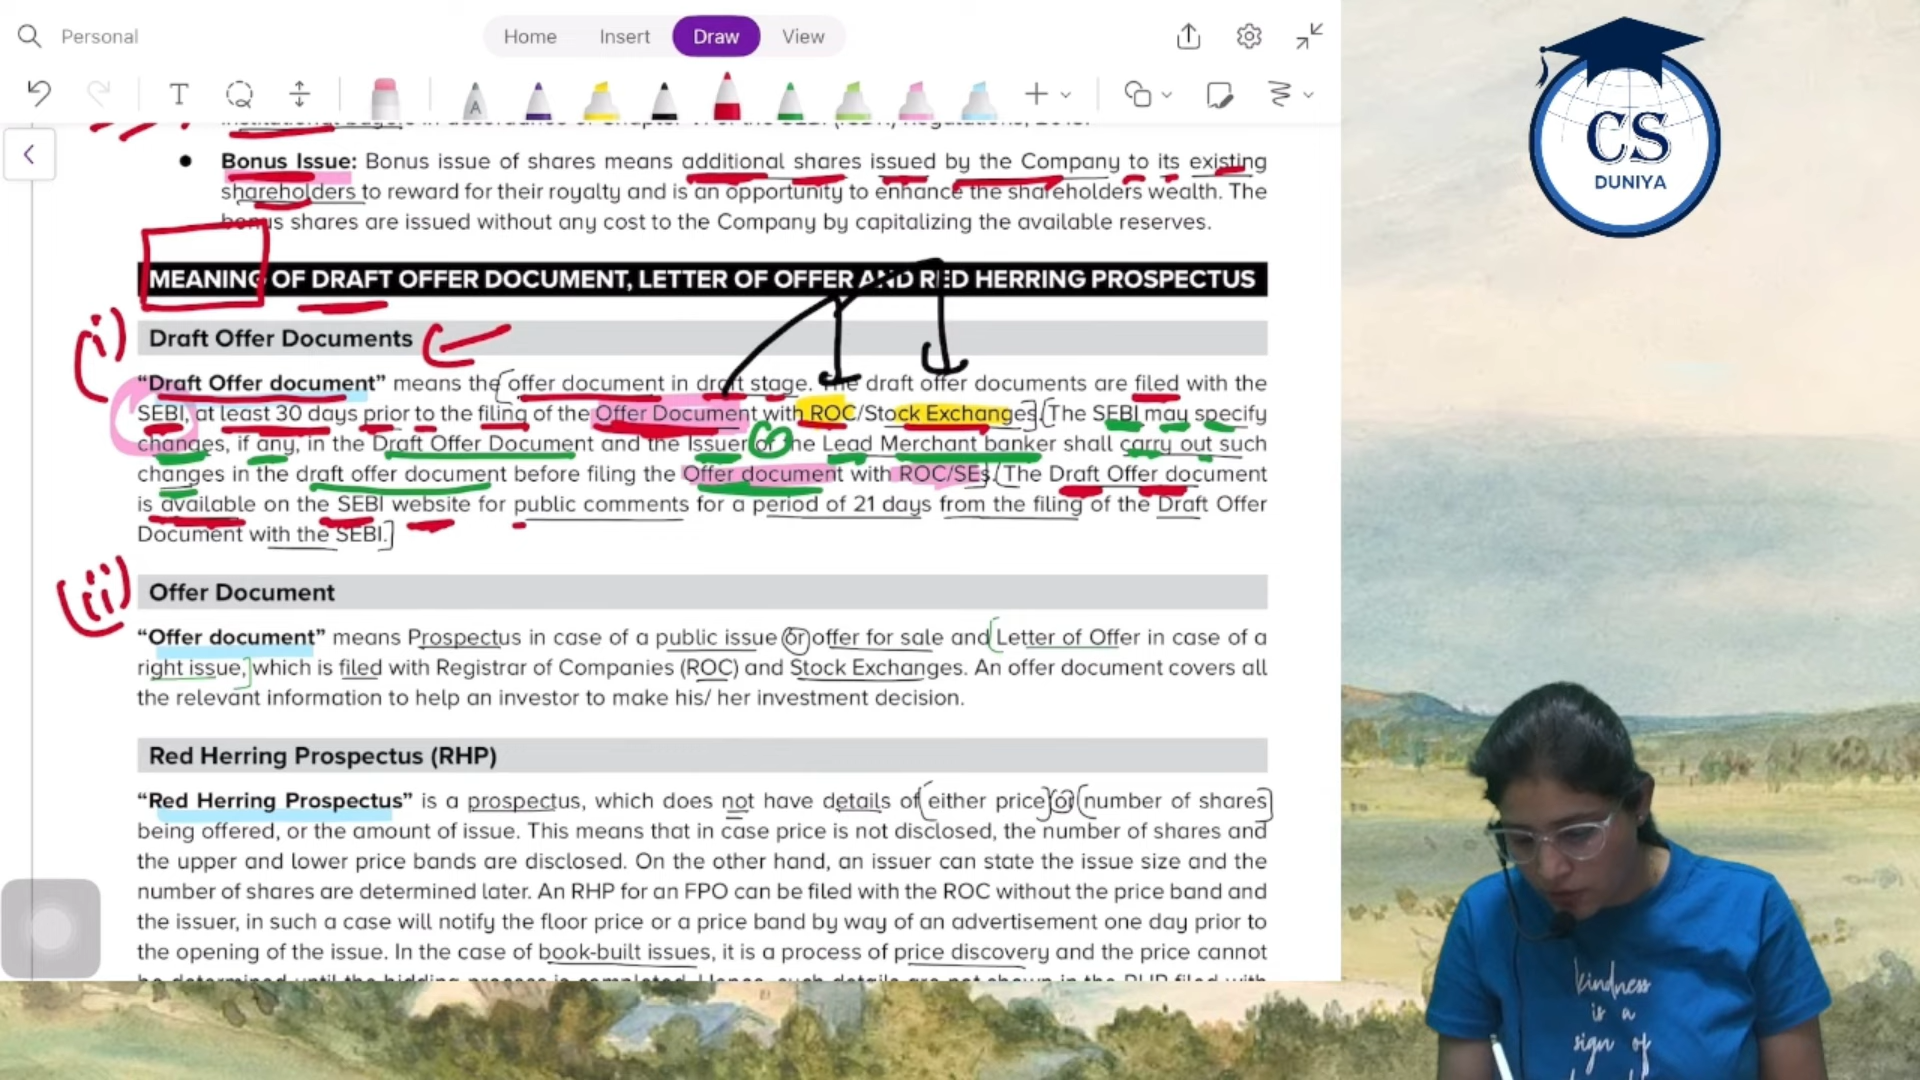 Personal
Home Insert Draw View
CS
DUNIYA
Bonus Issue: Bonus issue of shares means additional shares issued by the Company to its existing
shareholders to reward for their royalty and is an opportunity to enhance the shareholders wealth. The
bonus shares are issued without any cost to the Company by capitalizing the available reserves.
MEANING OF DRAFT OFFER DOCUMENT, LETTER OF OFFER AND RED HERRING PROSPECTUS
(i) Draft Offer Documents
“Draft Offer document” means the offer document in draft stage. The draft offer documents are filed with the
SEBI, at least 30 days prior to the filing of the Offer Document with ROC/Stock Exchanges. The SEBI may specify
changes, if any, in the Draft Offer Document and the Issuer or the Lead Merchant banker shall carry out such
changes in the draft offer document before filing the Offer document with ROC/SEs. The Draft Offer document
is available on the SEBI website for public comments for a period of 21 days from the filing of the Draft Offer
Document with the SEBI.
(ii) Offer Document
“Offer document” means Prospectus in case of a public issue or offer for sale and Letter of Offer in case of a
right issue, which is filed with Registrar of Companies (ROC) and Stock Exchanges. An offer document covers all
the relevant information to help an investor to make his/ her investment decision.
Red Herring Prospectus (RHP)
“Red Herring Prospectus” is a prospectus, which does not have details of either price or number of shares
being offered, or the amount of issue. This means that in case price is not disclosed, the number of shares and
the upper and lower price bands are disclosed. On the other hand, an issuer can state the issue size and the
number of shares are determined later. An RHP for an FPO can be filed with the ROC without the price band and
the issuer, in such a case will notify the floor price or a price band by way of an advertisement one day prior to
the opening of the issue. In the case of book-built issues, it is a process of price discovery and the price cannot
kindness
is a
sign of